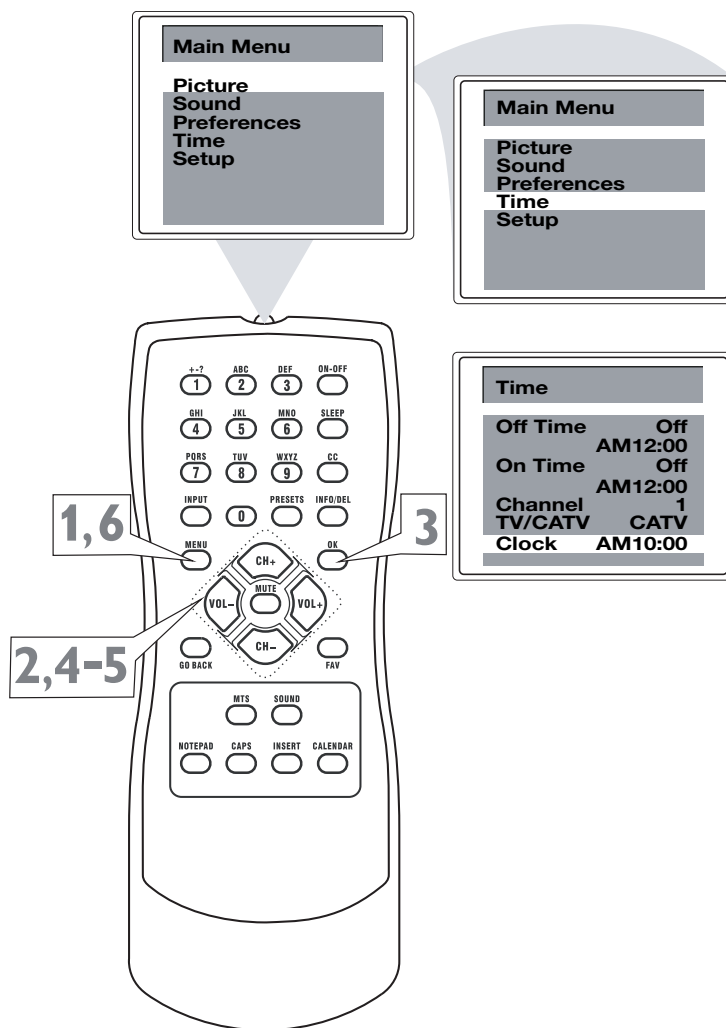 Main Menu
Picture
Sound
Preferences
Time
Setup
Main Menu
Picture
Sound
Preferences
Time
Setup
Time
Off Time Off
AM12:00
On Time Off
AM12:00
Channel 1
TV/CATV CATV
Clock AM10:00
+-? ABC DEF ON-OFF
1 2 3
GHI JKL MNO SLEEP
4 5 6
PQRS TUV WXYZ CC
7 8 9
INPUT PRESETS INFO/DEL
0
MENU OK
CH+
VOL- MUTE VOL+
CH-
GO BACK FAV
MTS SOUND
NOTEPAD CAPS INSERT CALENDAR
1,6
3
2,4-5